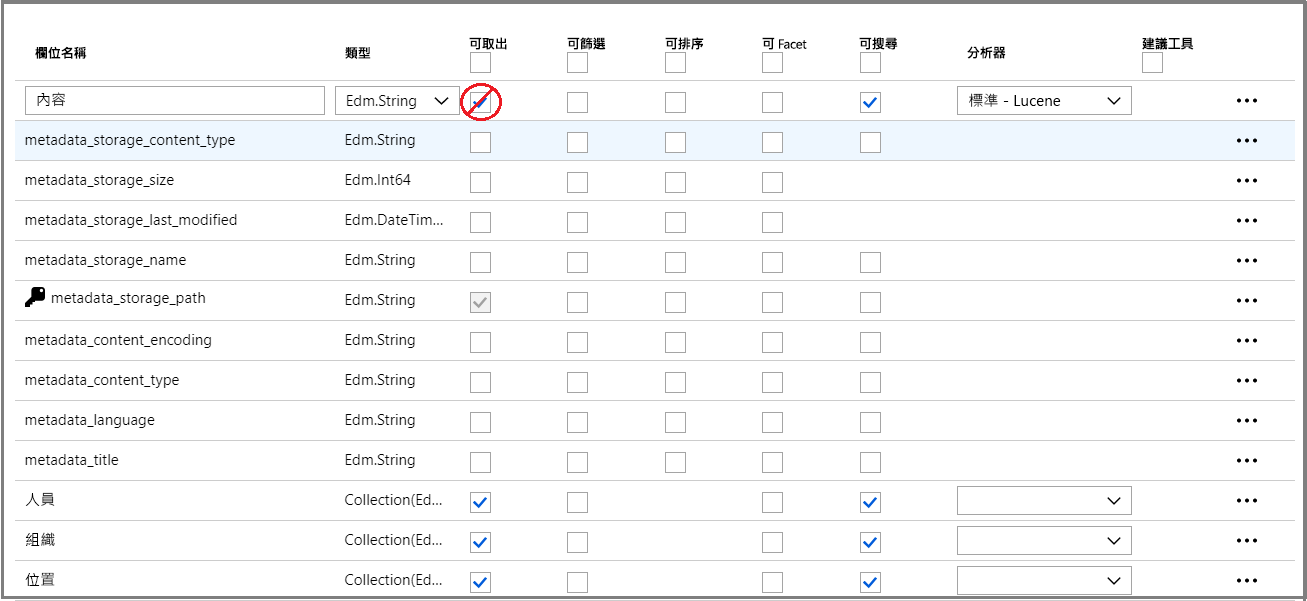 欄位名稱 類型 可取出 可篩選 可排序 可 Facet 可搜尋 分析器 建議工具
內容 Edm.String 標準 - Lucene
metadata_storage_content_type Edm.String
metadata_storage_size Edm.Int64
metadata_storage_last_modified Edm.DateTim...
metadata_storage_name Edm.String
metadata_storage_path Edm.String
metadata_content_encoding Edm.String
metadata_content_type Edm.String
metadata_language Edm.String
metadata_title Edm.String
人員 Collection(Ed...
組織 Collection(Ed...
位置 Collection(Ed...